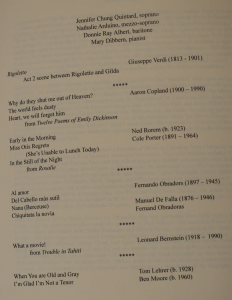 Jennifer Chung Quintard, soprano
Nathalie Arduino, mezzo-soprano
Donnie Ray Albert, baritone
Mary Dibbern, pianist
Rigoletto Giuseppe Verdi (1813 - 1901)
Act 2 scene between Rigoletto and Gilda
*****
Why do they shut me out of Heaven? Aaron Copland (1900 – 1990)
The world feels dusty
Heart, we will forget him
from Twelve Poems of Emily Dickinson
*****
Early in the Morning Ned Rorem (b. 1923)
Miss Otis Regrets Cole Porter (1891 – 1964)
(She's Unable to Lunch Today)
In the Still of the Night
from Rosalie
*****
Al amor Fernando Obradors (1897 – 1945)
Del Cabello más sutil
Nana (Berceuse) Manuel De Falla (1876 – 1946)
Chiquitita la novia Fernand Obradors
*****
What a movie! Leonard Bernstein (1918 – 1990)
from Trouble in Tahiti
*****
When You are Old and Gray Tom Lehrer (b. 1928)
I'm Glad I'm Not a Tenor Ben Moore (b. 1960)